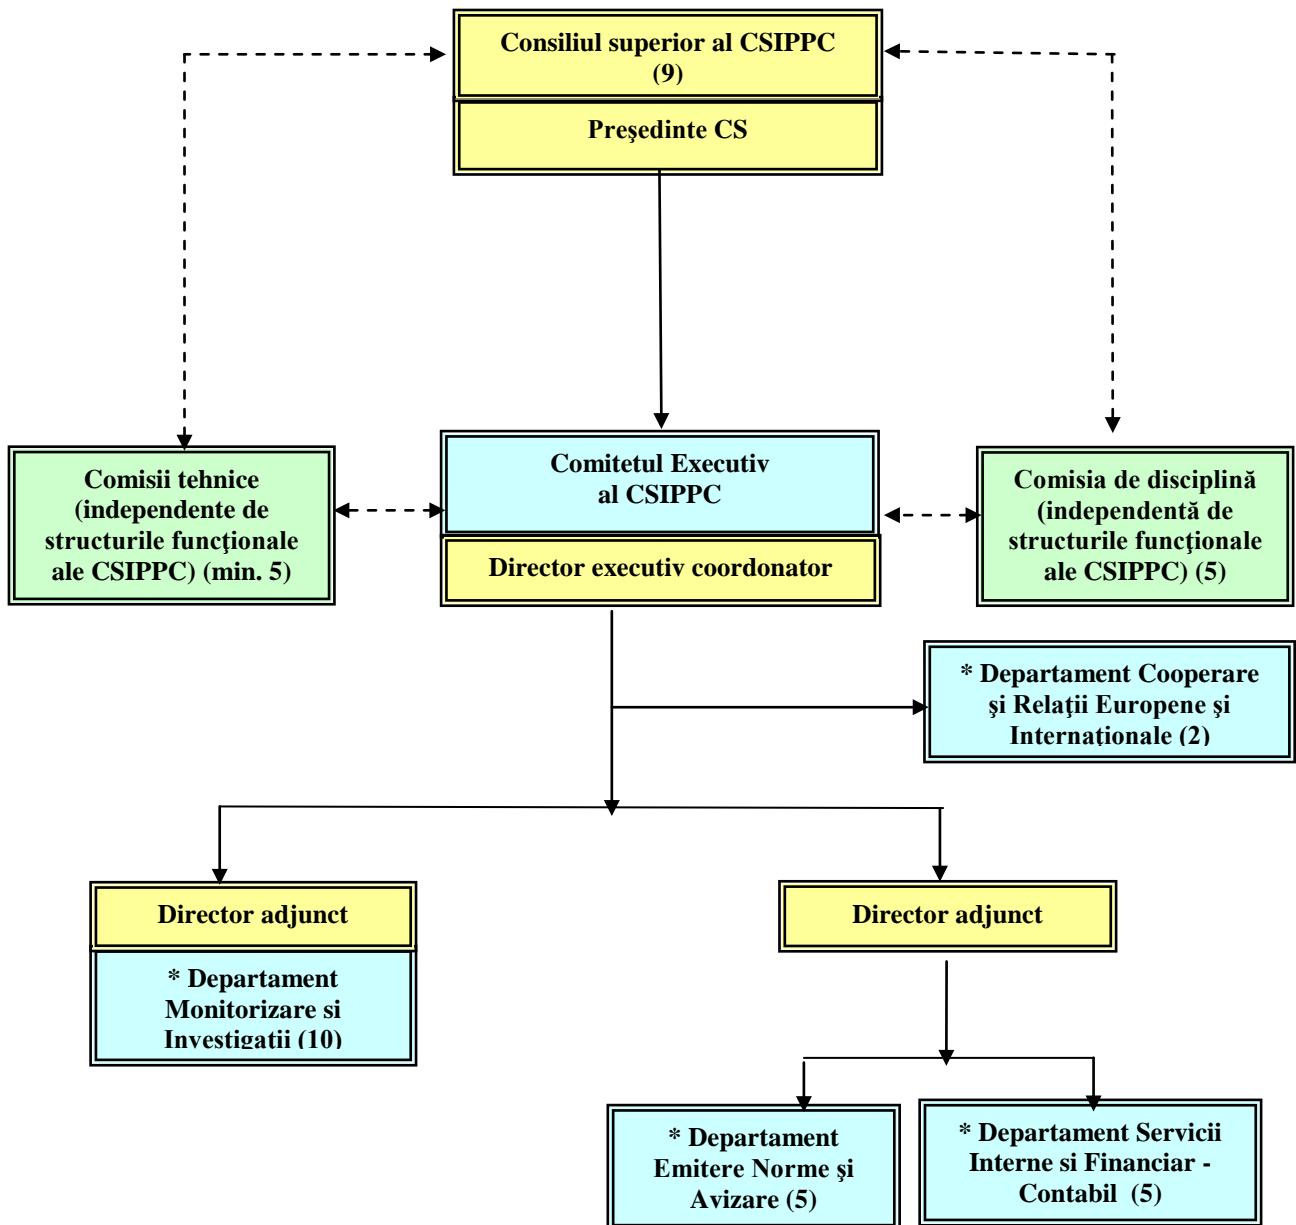 Consiliul superior al CSIPPC
(9)
Preşedinte CS
Comisii tehnice
(independente de
structurile funcţionale
ale CSIPPC) (min. 5)
Comitetul Executiv
al CSIPPC
Director executiv coordonator
Comisia de disciplină
(independentă de
structurile funcţionale
ale CSIPPC) (5)
* Departament Cooperare
şi Relaţii Europene şi
Internaţionale (2)
Director adjunct
* Departament
Monitorizare si
Investigatii (10)
Director adjunct
* Departament
Emitere Norme şi
Avizare (5)
* Departament Servicii
Interne si Financiar -
Contabil (5)